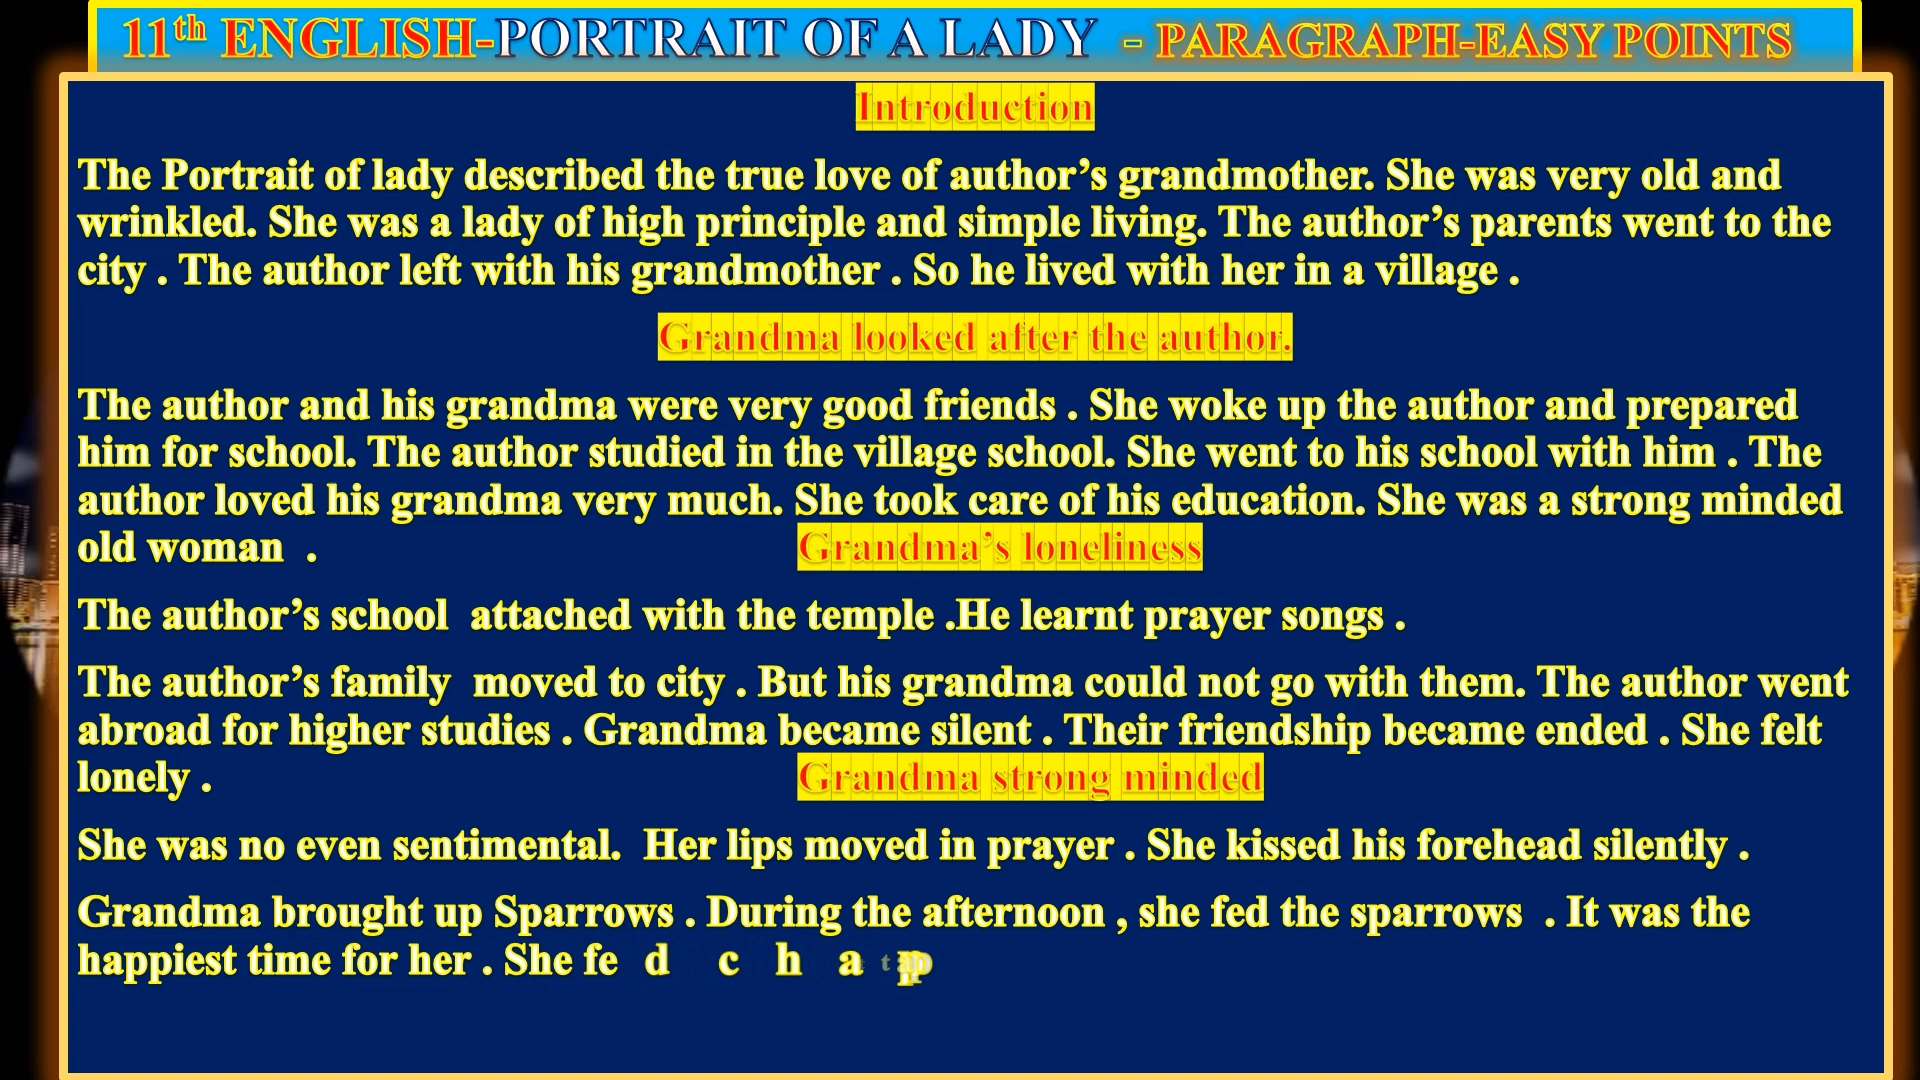 11th ENGLISH-PORTRAIT OF A LADY - PARAGRAPH-EASY POINTS
Introduction
The Portrait of lady described the true love of author’s grandmother. She was very old and
wrinkled. She was a lady of high principle and simple living. The author’s parents went to the
city . The author left with his grandmother . So he lived with her in a village .
Grandma looked after the author.
The author and his grandma were very good friends . She woke up the author and prepared
him for school. The author studied in the village school. She went to his school with him . The
author loved his grandma very much. She took care of his education. She was a strong minded
old woman . Grandma’s loneliness
The author’s school attached with the temple .He learnt prayer songs .
The author’s family moved to city . But his grandma could not go with them. The author went
abroad for higher studies . Grandma became silent . Their friendship became ended . She felt
lonely . Grandma strong minded
She was no even sentimental. Her lips moved in prayer . She kissed his forehead silently .
Grandma brought up Sparrows . During the afternoon , she fed the sparrows . It was the
happiest time for her . She fed